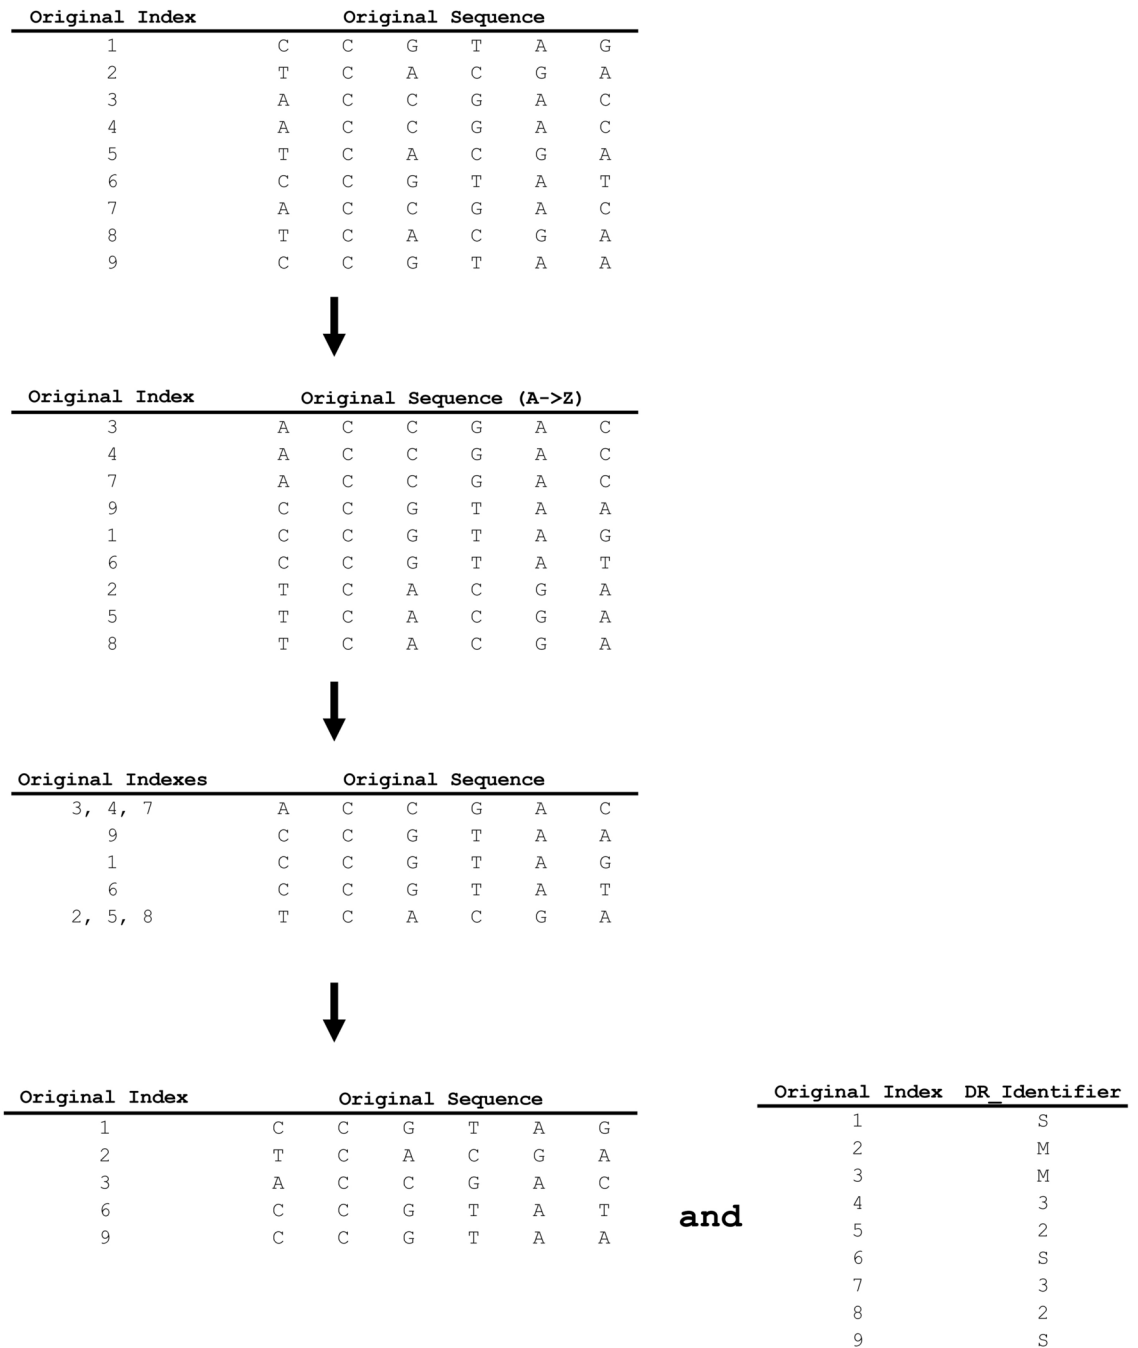 Original Index Original Sequence
1 C C G T A G
2 T C A C G A
3 A C C G A C
4 A C C G A C
5 T C A C G A
6 C C G T A T
7 A C C G A C
8 T C A C G A
9 C C G T A A
Original Index Original Sequence (A->Z)
3 A C C G A C
4 A C C G A C
7 A C C G A C
9 C C G T A A
1 C C G T A G
6 C C G T A T
2 T C A C G A
5 T C A C G A
8 T C A C G A
Original Indexes Original Sequence
3, 4, 7 A C C G A C
9 C C G T A A
1 C C G T A G
6 C C G T A T
2, 5, 8 T C A C G A
Original Index Original Sequence
1 C C G T A G
2 T C A C G A
3 A C C G A C
6 C C G T A T
9 C C G T A A
and
Original Index DR_Identifier
1 S
2 M
3 M
4 3
5 2
6 S
7 3
8 2
9 S